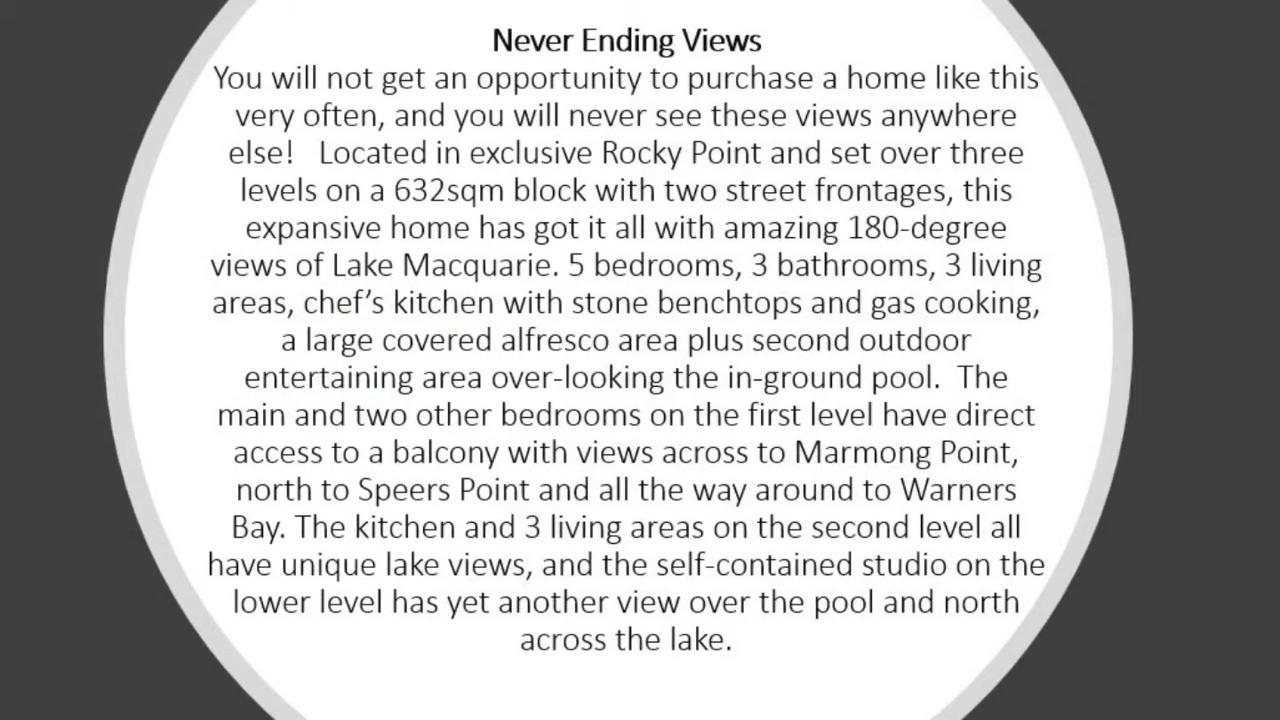 Never Ending Views
You will not get an opportunity to purchase a home like this
very often, and you will never see these views anywhere
else!   Located in exclusive Rocky Point and set over three
levels on a 632sqm block with two street frontages, this
expansive home has got it all with amazing 180-degree
views of Lake Macquarie. 5 bedrooms, 3 bathrooms, 3 living
areas, chef’s kitchen with stone benchtops and gas cooking,
a large covered alfresco area plus second outdoor
entertaining area over-looking the in-ground pool.  The
main and two other bedrooms on the first level have direct
access to a balcony with views across to Marmong Point,
north to Speers Point and all the way around to Warners
Bay. The kitchen and 3 living areas on the second level all
have unique lake views, and the self-contained studio on the
lower level has yet another view over the pool and north
across the lake.